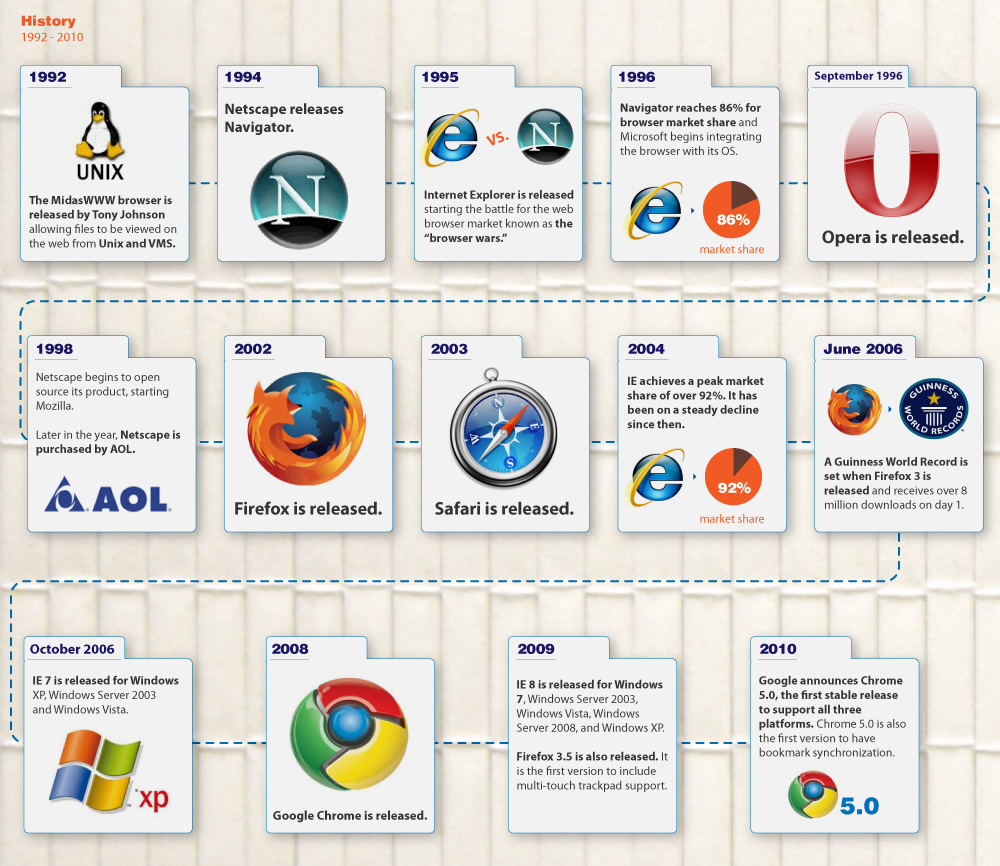 History
1992 - 2010
1992
UNIX
The MidasWWW browser is
released by Tony Johnson
allowing files to be viewed on
the web from Unix and VMS.
1994
Netscape releases
Navigator.
N
1995
VS.
N
Internet Explorer is released
starting the battle for the web
browser market known as the
“browser wars.”
1996
Navigator reaches 86% for
browser market share and
Microsoft begins integrating
the browser with its OS.
86%
market share
September 1996
Opera is released.
1998
Netscape begins to open
source its product, starting
Mozilla.
Later in the year, Netscape is
purchased by AOL.
AOL
2002
Firefox is released.
2003
N
W
E
S
Safari is released.
2004
IE achieves a peak market
share of over 92%. It has
been on a steady decline
since then.
92%
market share
June 2006
GUINNESS
WORLD RECORDS
™
A Guinness World Record is
set when Firefox 3 is
released and receives over 8
million downloads on day 1.
October 2006
IE 7 is released for Windows
XP, Windows Server 2003
and Windows Vista.
xp
2008
Google Chrome is released.
2009
IE 8 is released for Windows
7, Windows Server 2003,
Windows Vista, Windows
Server 2008, and Windows XP.
Firefox 3.5 is also released. It
is the first version to include
multi-touch trackpad support.
2010
Google announces Chrome
5.0, the first stable release
to support all three
platforms. Chrome 5.0 is also
the first version to have
bookmark synchronization.
5.0